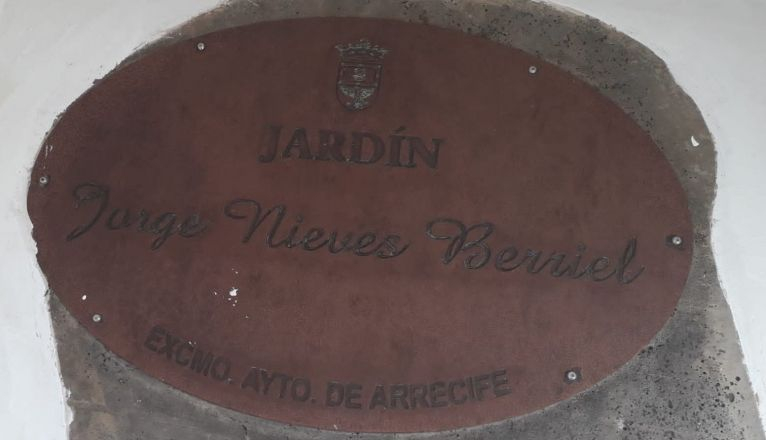 JARDÍN
Jorge Nieves Berriel
EXCMO. AYTO. DE ARRECIFE